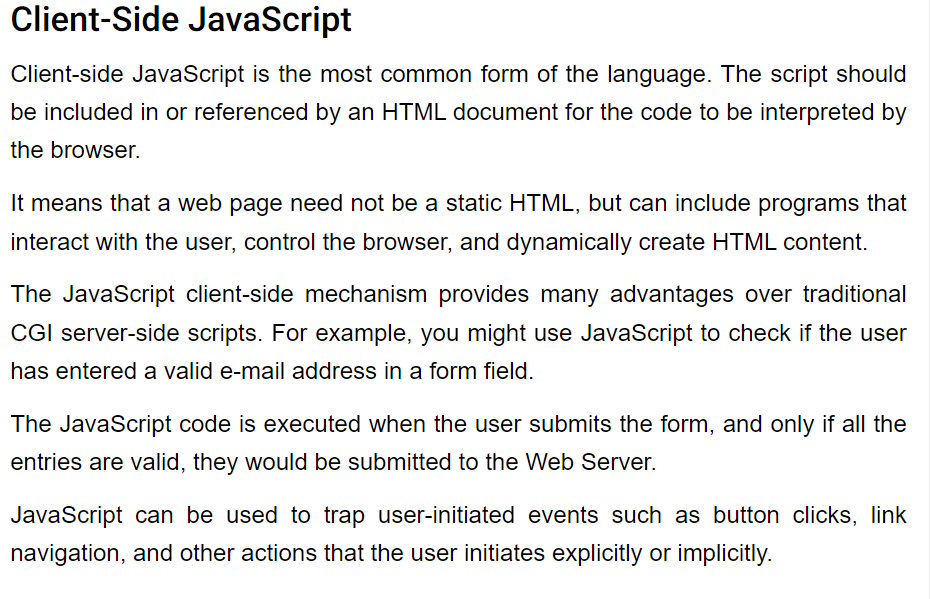 Client-Side JavaScript
Client-side JavaScript is the most common form of the language. The script should
be included in or referenced by an HTML document for the code to be interpreted by
the browser.
It means that a web page need not be a static HTML, but can include programs that
interact with the user, control the browser, and dynamically create HTML content.
The JavaScript client-side mechanism provides many advantages over traditional
CGI server-side scripts. For example, you might use JavaScript to check if the user
has entered a valid e-mail address in a form field.
The JavaScript code is executed when the user submits the form, and only if all the
entries are valid, they would be submitted to the Web Server.
JavaScript can be used to trap user-initiated events such as button clicks, link
navigation, and other actions that the user initiates explicitly or implicitly.